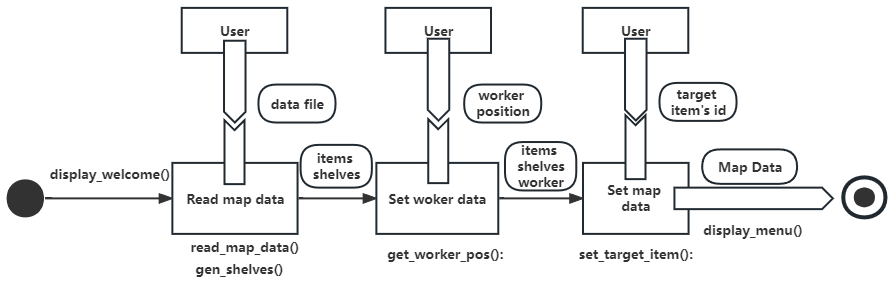 User
User
User
data file
worker
position
target
item's id
display_welcome()
items
shelves
items
shelves
worker
Map Data
Read map data
Set woker data
Set map
data
display_menu()
read_map_data()
gen_shelves()
get_worker_pos():
set_target_item():